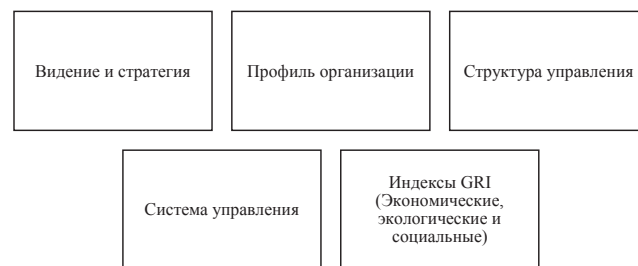 Видение и стратегия
Профиль организации
Структура управления
Система управления
Индексы GRI
(Экономические,
экологические и
социальные)